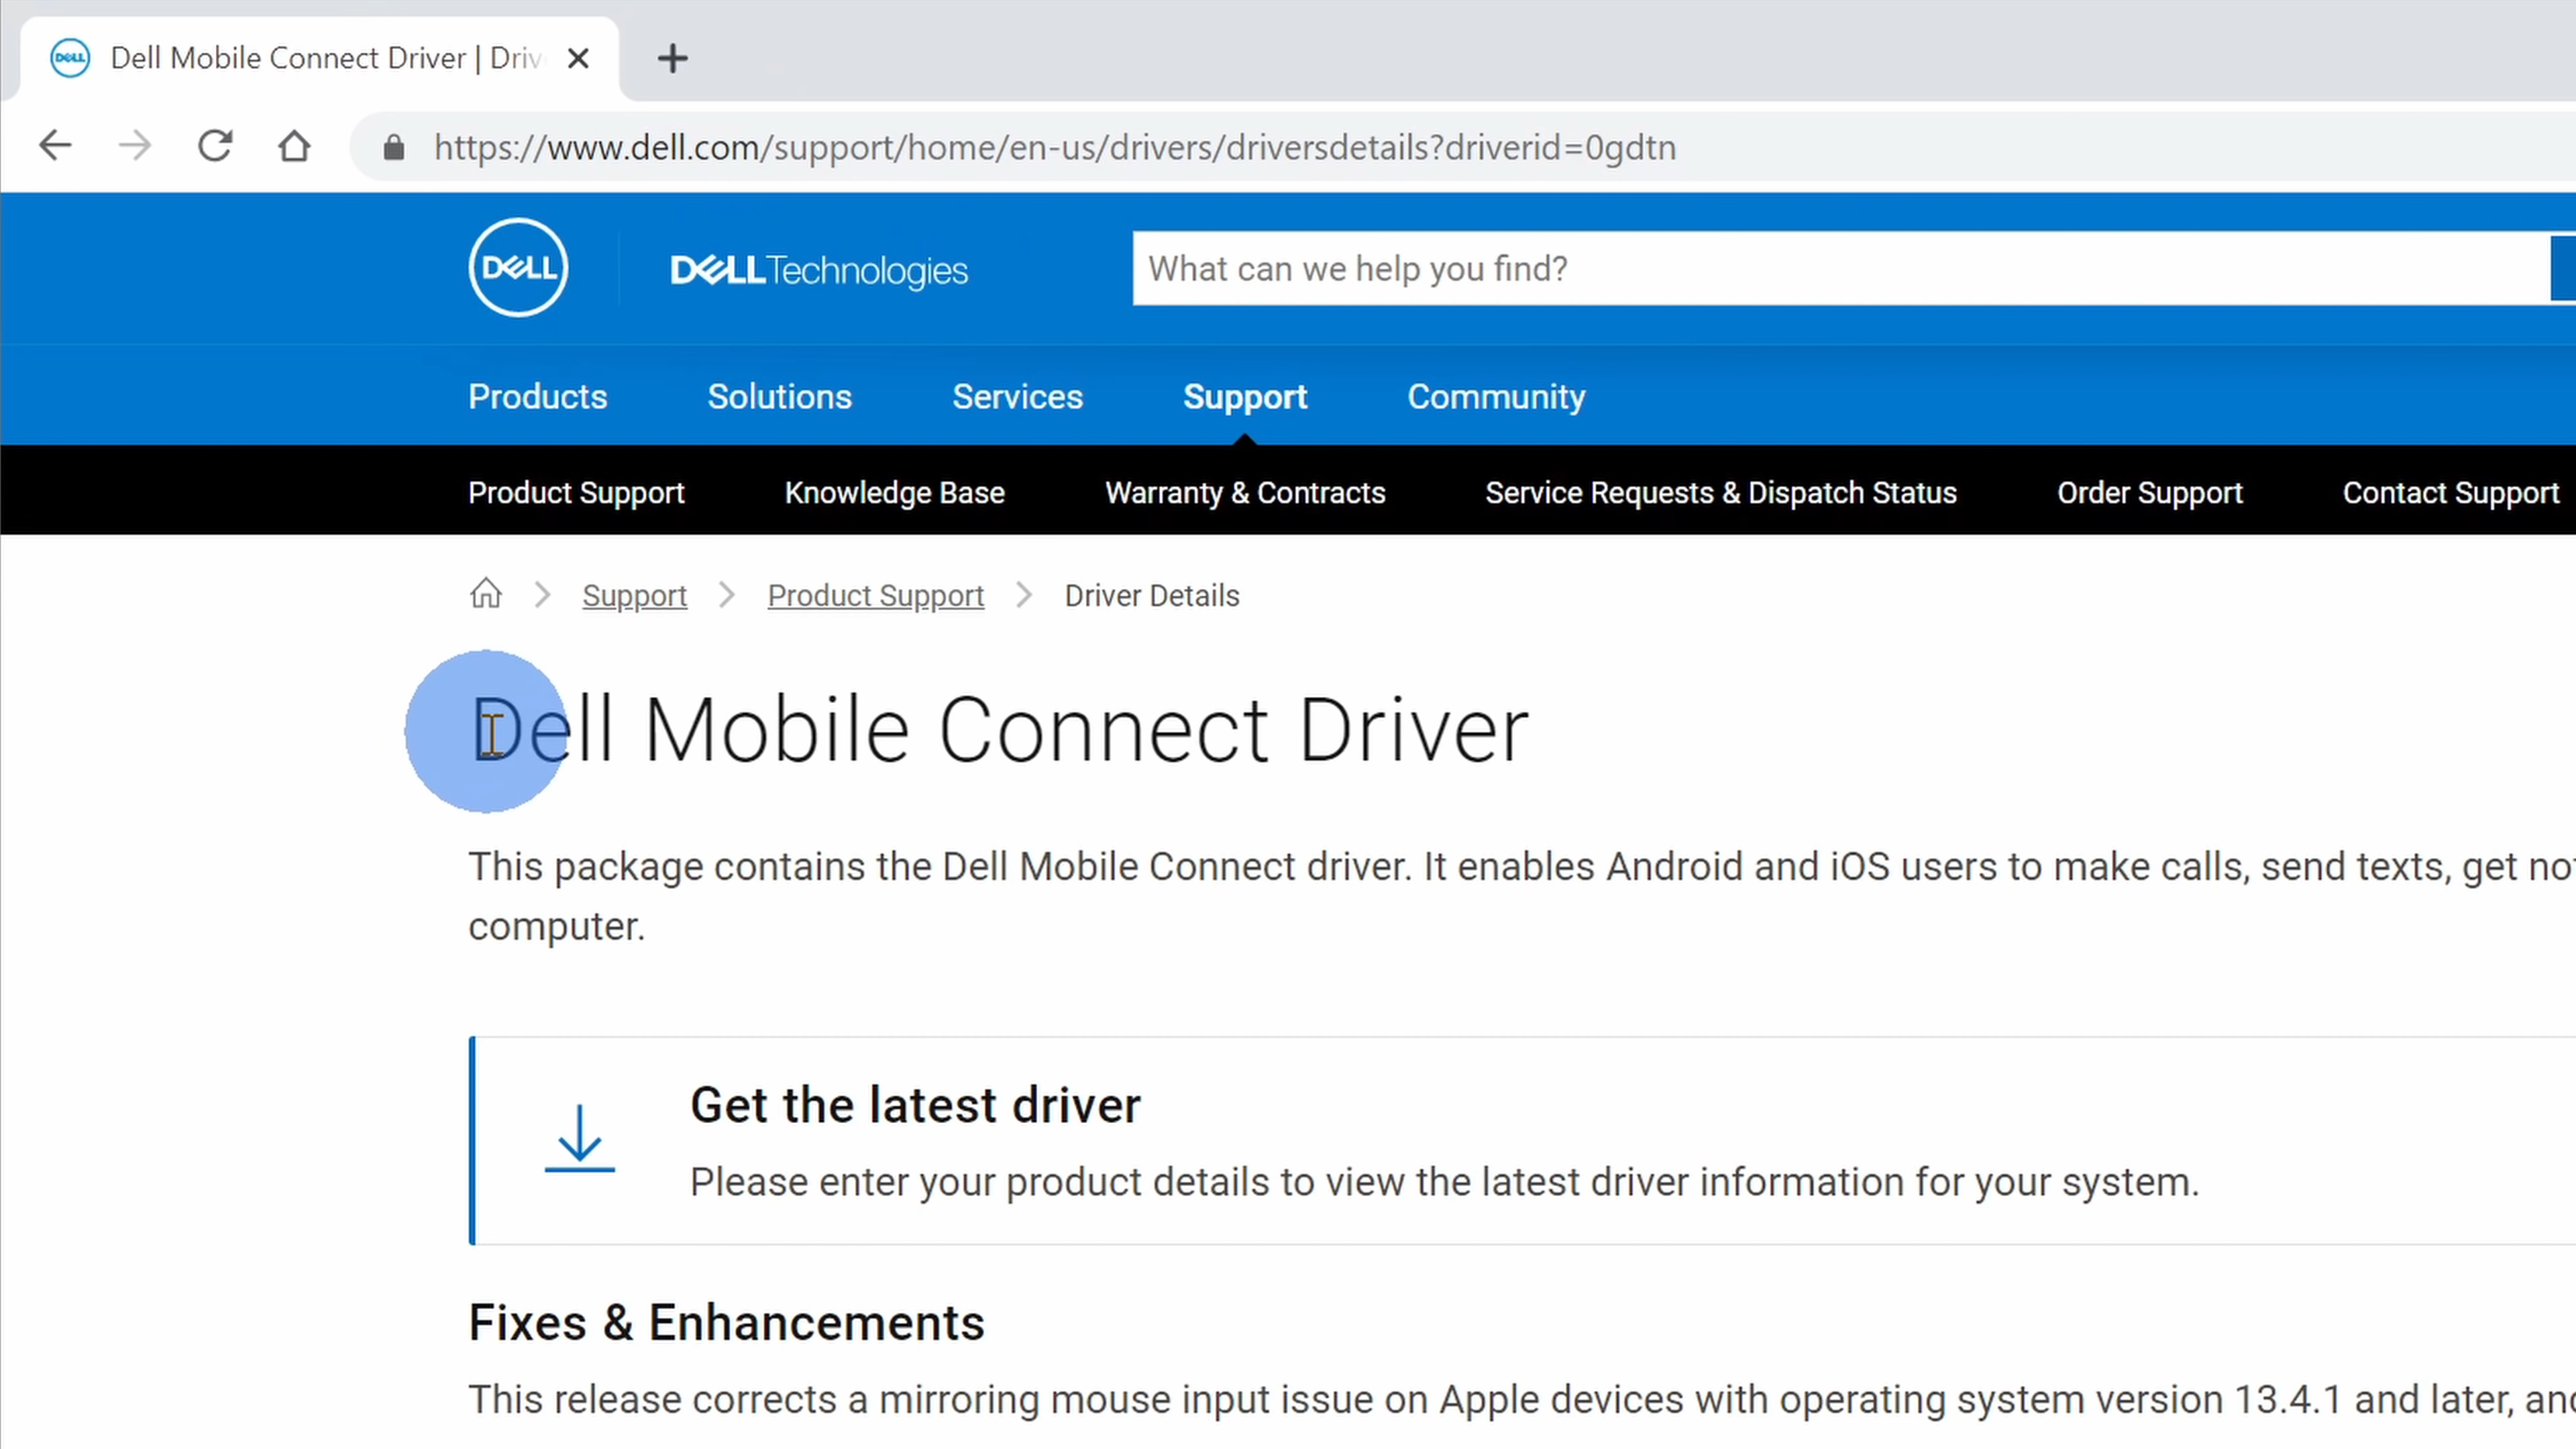 Dell Mobile Connect Driver | Driv
https://www.dell.com/support/home/en-us/drivers/driversdetails?driverid=0gdtn
DELL
DELL Technologies
What can we help you find?
Products Solutions Services Support Community
Product Support Knowledge Base Warranty & Contracts Service Requests & Dispatch Status Order Support Contact Support
Support Product Support Driver Details
Dell Mobile Connect Driver
This package contains the Dell Mobile Connect driver. It enables Android and iOS users to make calls, send texts, get
computer.
Get the latest driver
Please enter your product details to view the latest driver information for your system.
Fixes & Enhancements
This release corrects a mirroring mouse input issue on Apple devices with operating system version 13.4.1 and later,